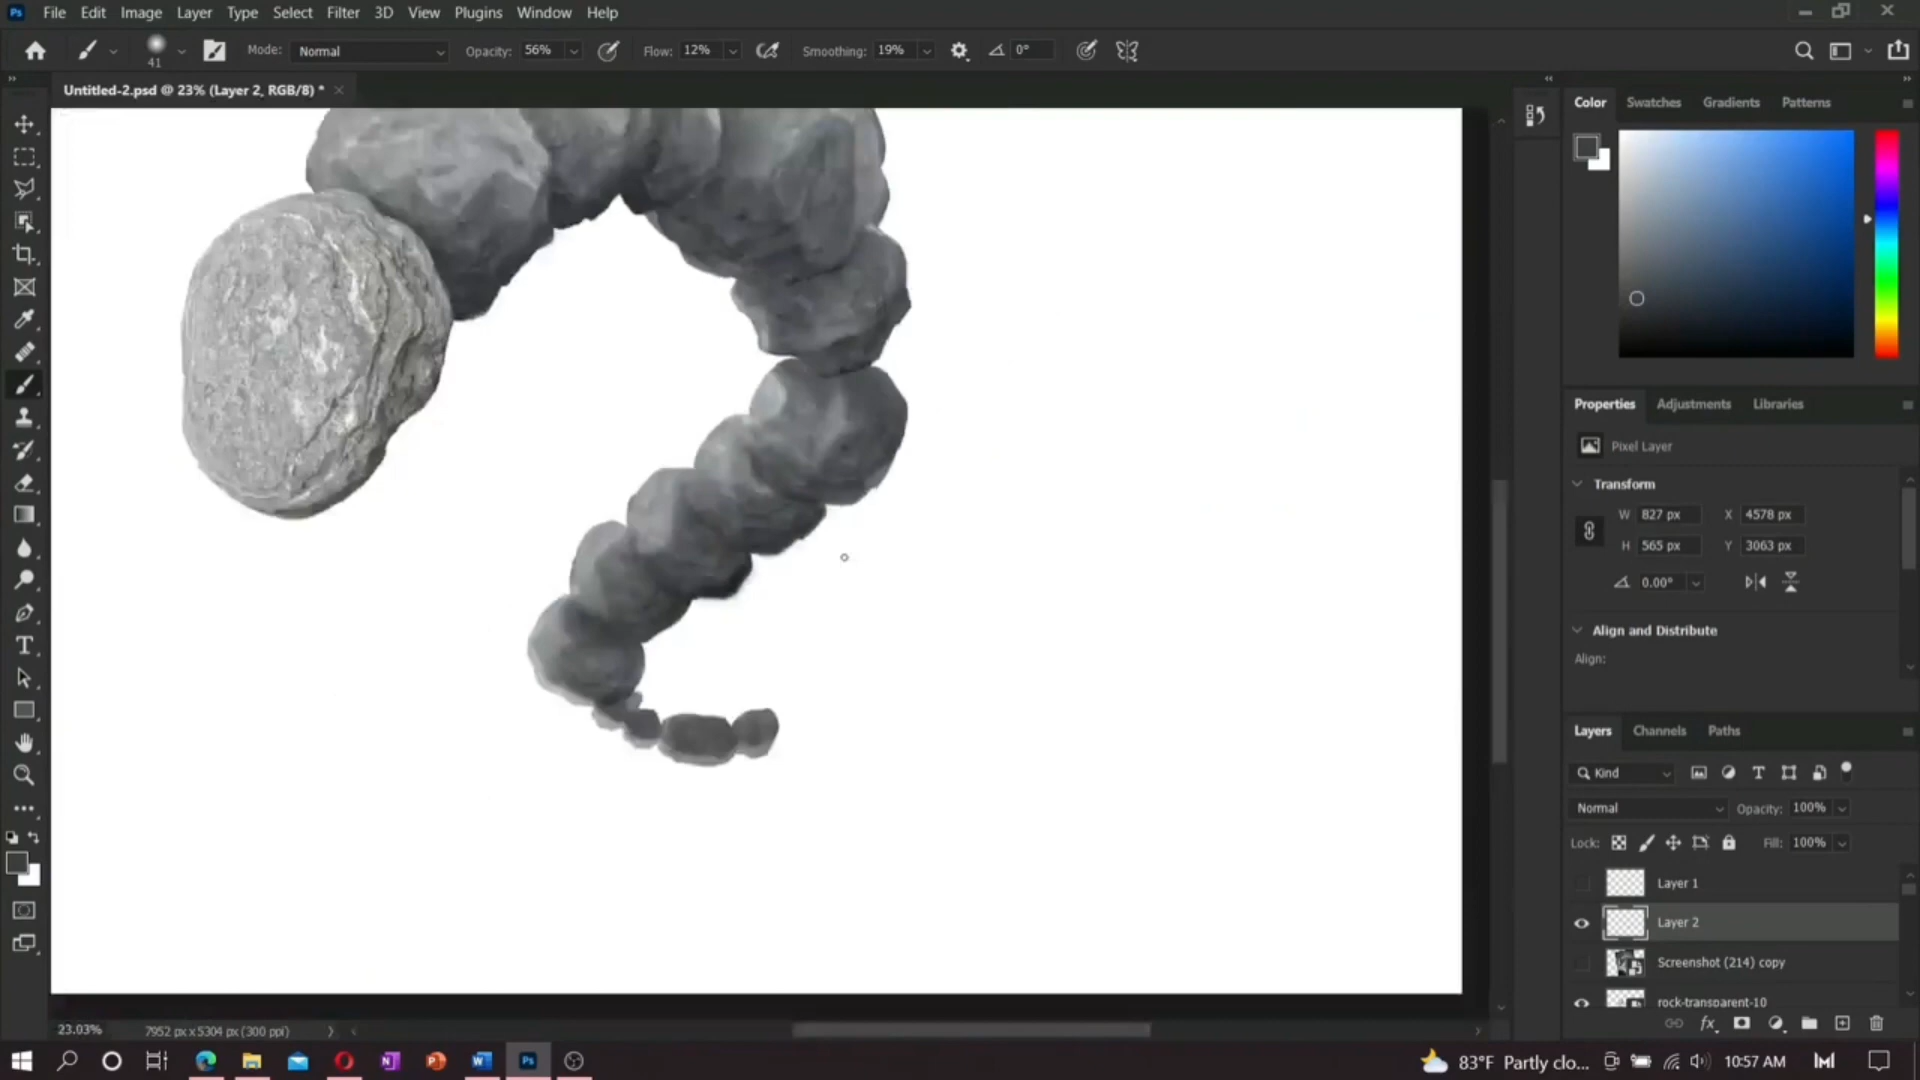 Ps File Edit Image Layer Type Select Filter 3D View Plugins Window Help
41 Mode: Normal Opacity: 56% Flow: 12% Smoothing: 19% 0°
Untitled-2.psd @ 23% (Layer 2, RGB/8) *
Color Swatches Gradients Patterns
Properties Adjustments Libraries
Pixel Layer
Transform
W 827 px X 4578 px
H 565 px Y 3063 px
0.00°
Align and Distribute
Align:
Layers Channels Paths
Kind
Normal Opacity: 100%
Lock: Fill: 100%
Layer 1
Layer 2
Screenshot (214) copy
rock-transparent-10
fx
23.03% 7952 px x 5304 px (300 ppi)
83°F Partly clo... 10:57 AM